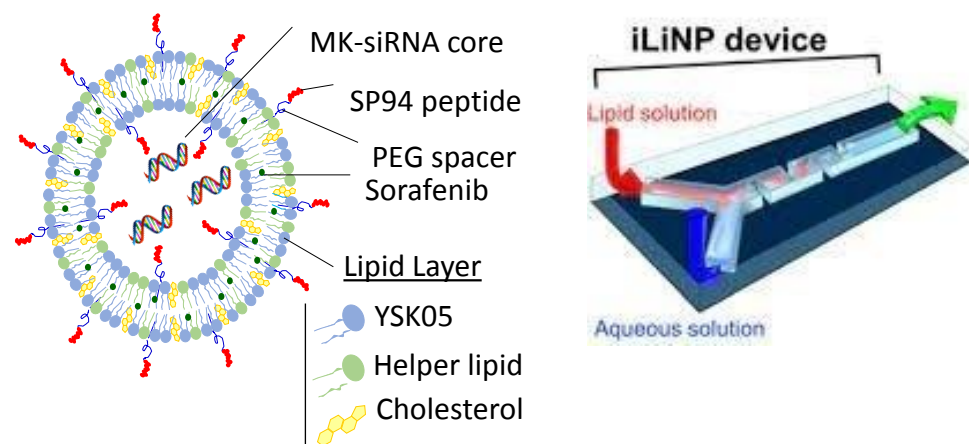 MK-siRNA core
SP94 peptide
PEG spacer
Sorafenib
Lipid Layer
YSK05
Helper lipid
Cholesterol
iLiNP device
Lipid solution
Aqueous solution